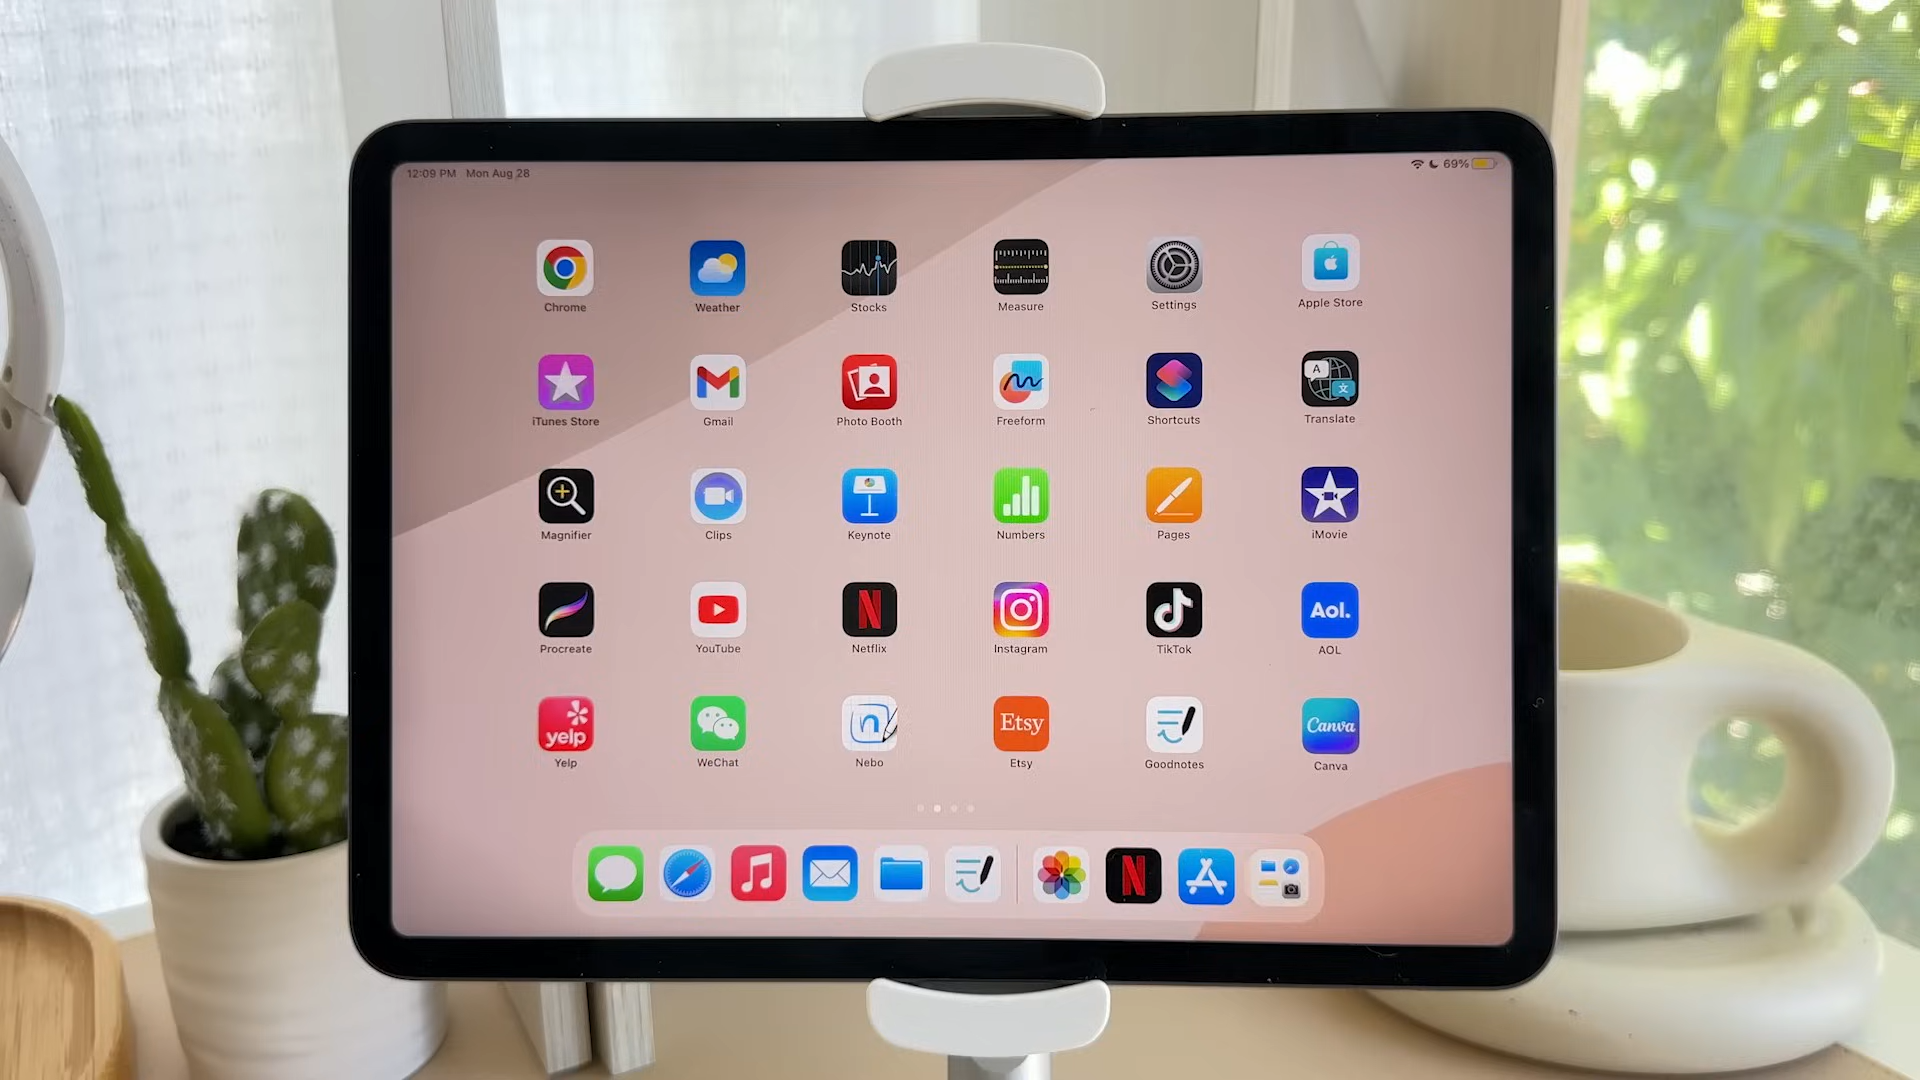 12:09 PM Mon Aug 28
69%
Chrome Weather Stocks Measure Settings Apple Store
A
文
iTunes Store Gmail Photo Booth Freeform Shortcuts Translate
Magnifier Clips Keynote Numbers Pages iMovie
N
Aol.
Procreate YouTube Netflix Instagram TikTok AOL
yelp
n
Etsy
Canva
Yelp WeChat Nebo Etsy Goodnotes Canva
N